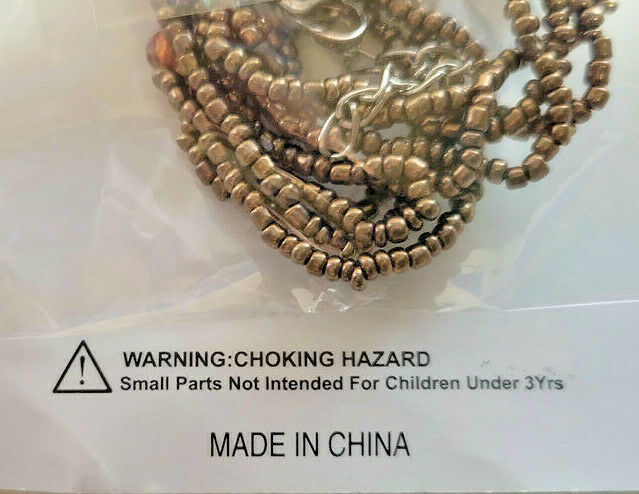 WARNING:CHOKING HAZARD
Small Parts Not Intended For Children Under 3Yrs
MADE IN CHINA